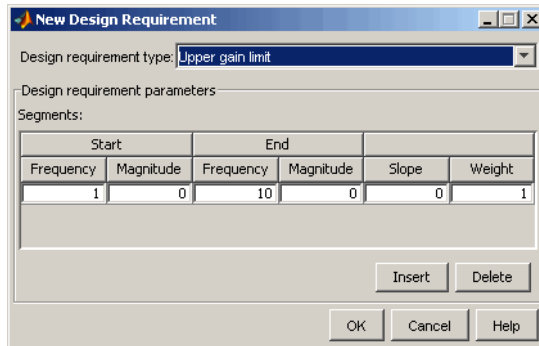 New Design Requirement
Design requirement type: Upper gain limit
Design requirement parameters
Segments:
Start End
Frequency Magnitude Frequency Magnitude Slope Weight
1 0 10 0 0 1
Insert Delete
OK Cancel Help